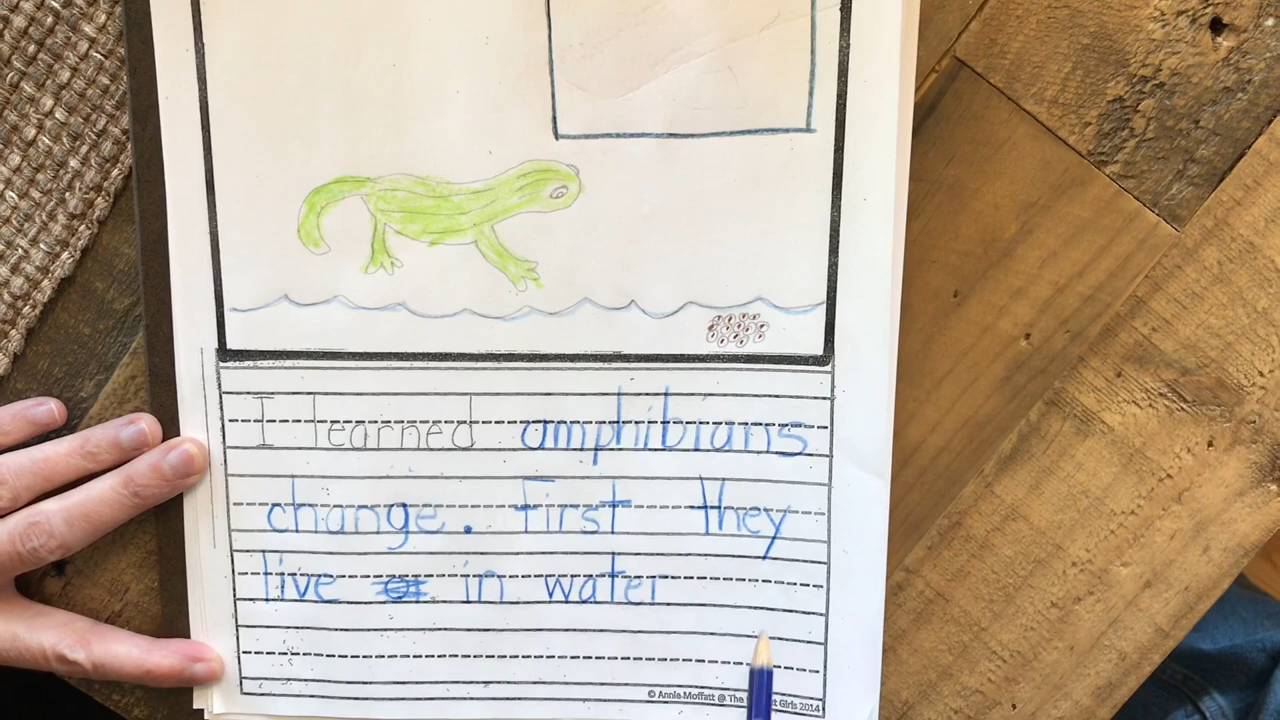 I learned amphibians
change. First they
live in water
© Annie Moffatt @ The Girls 2014